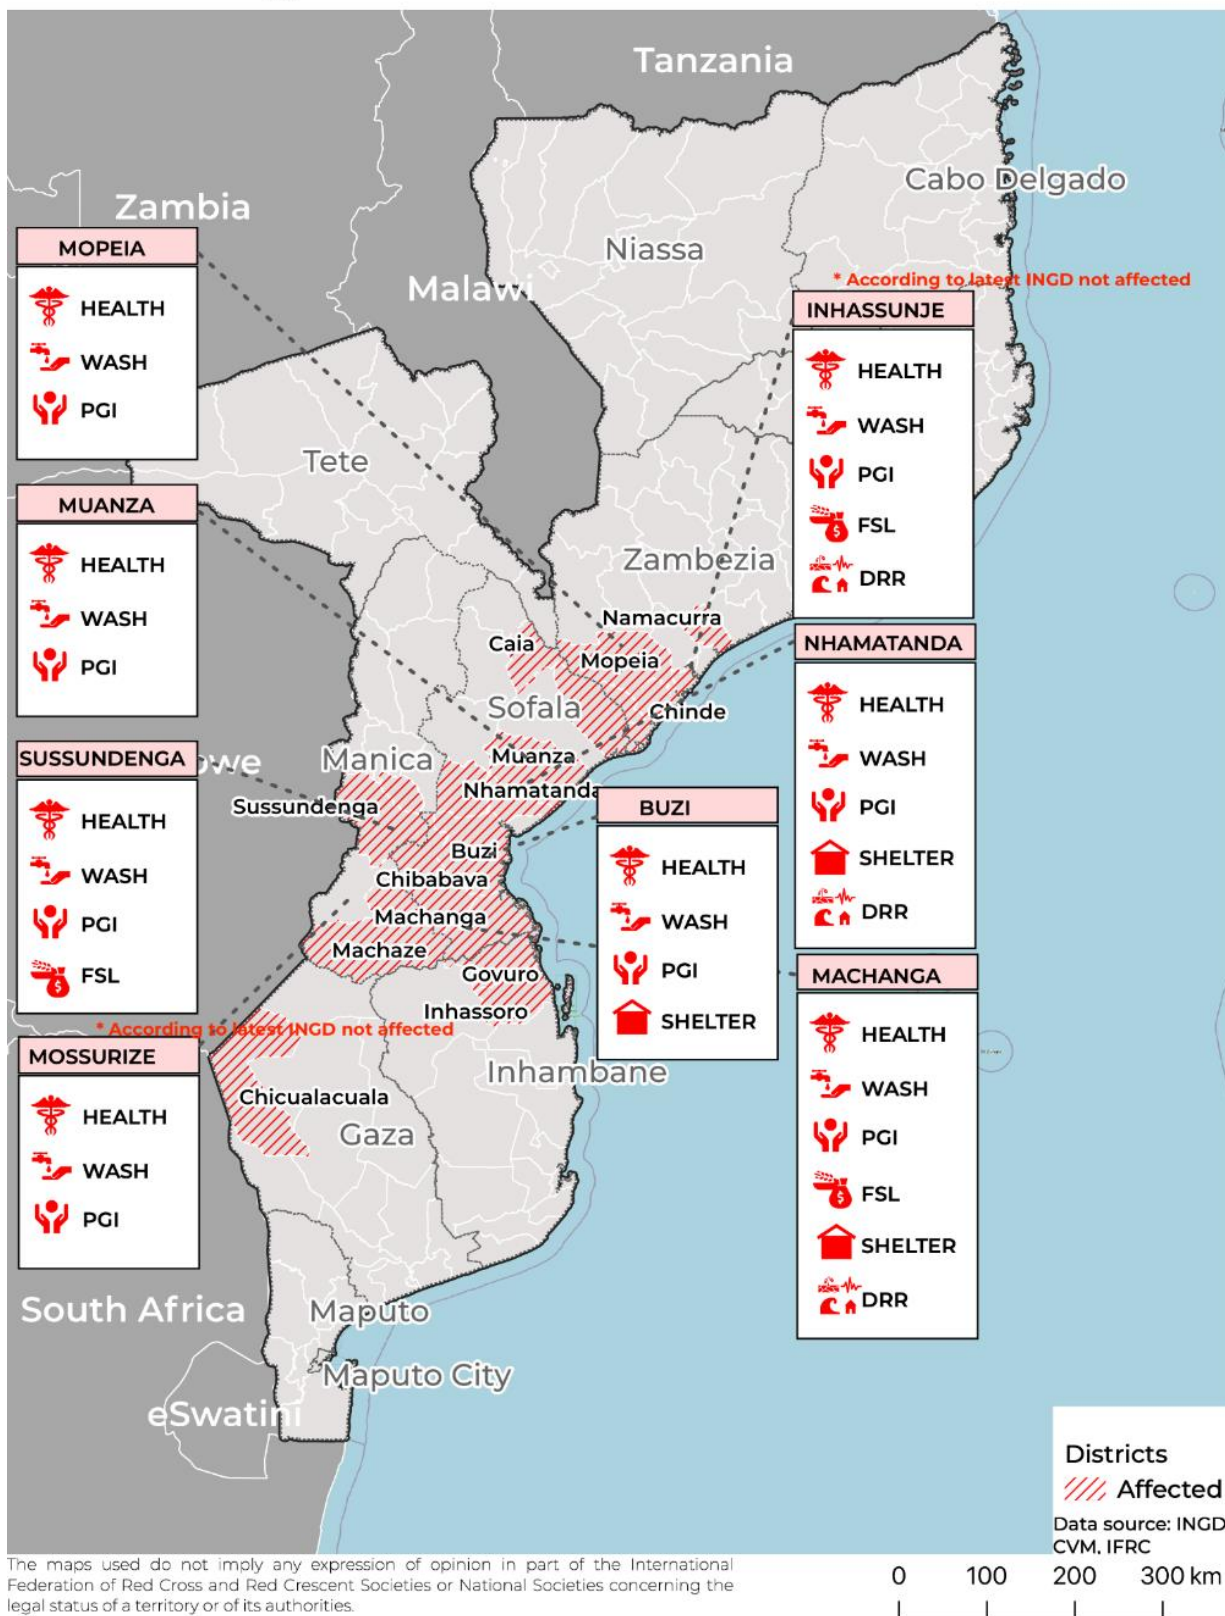 Tanzania
Cabo Delgado
Zambia
Niassa
Malawi
MOPEIA
HEALTH
WASH
PGI
* According to latest INGD not affected
INHASSUNJE
HEALTH
WASH
PGI
FSL
DRR
Tete
MUANZA
HEALTH
WASH
PGI
Zambezia
Namacurra
Caia
Mopeia
Sofala
Chinde
NHAMATANDA
HEALTH
WASH
PGI
SHELTER
DRR
Manica
Muanza
Nhamatanda
SUSSUNDENGA
owe
HEALTH
WASH
PGI
FSL
Sussundenga
Buzi
Chibabava
Machanga
Machaze
Govuro
Inhassoro
BUZI
HEALTH
WASH
PGI
SHELTER
MACHANGA
HEALTH
WASH
PGI
FSL
SHELTER
DRR
* According to latest INGD not affected
MOSSURIZE
HEALTH
WASH
PGI
Inhambane
Chicualacuala
Gaza
South Africa
Maputo
Maputo City
eSwatini
Districts
Affected
Data source: INGD
CVM, IFRC
The maps used do not imply any expression of opinion in part of the International
Federation of Red Cross and Red Crescent Societies or National Societies concerning the
legal status of a territory or of its authorities.
0 100 200 300 km